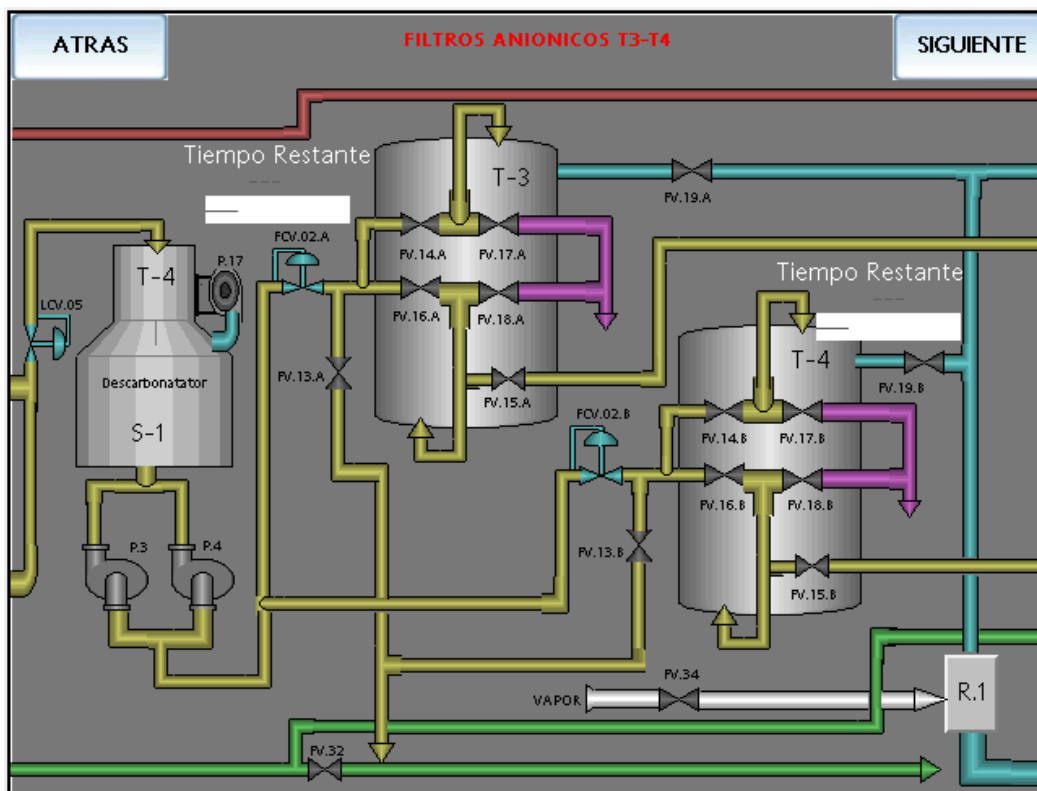 ATRAS
FILTROS ANIONICOS T3-T4
SIGUIENTE
Tiempo Restante
---
T-3
FV.19.A
FCV.02.A
FV.14.A
FV.17.A
T-4
P.17
LCV.05
Tiempo Restante
---
FV.16.A
FV.18.A
T-4
FV.19.B
Descarbonatator
FV.13.A
FV.15.A
FCV.02.B
S-1
FV.14.B
FV.17.B
FV.16.B
FV.18.B
P.3
P.4
FV.13.B
FV.15.B
FV.34
VAPOR
R.1
FV.32